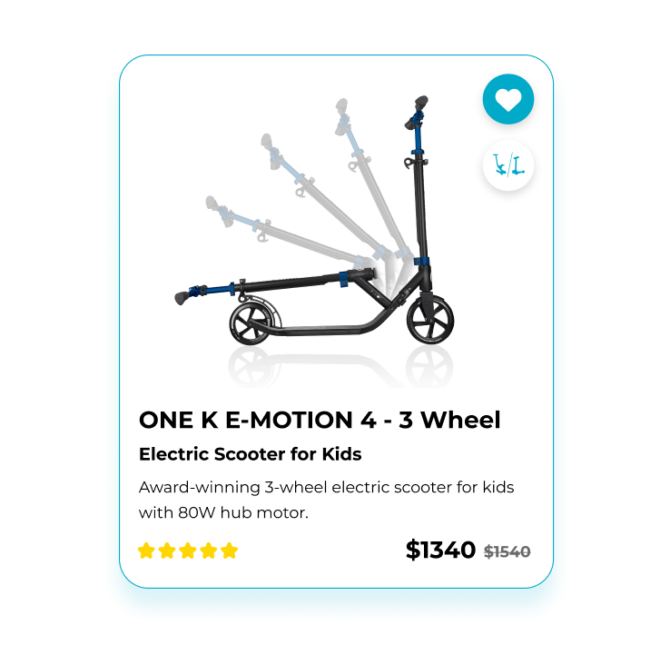 ONE K E-MOTION 4 - 3 Wheel
Electric Scooter for Kids
Award-winning 3-wheel electric scooter for kids
with 80W hub motor.
$1340 $1540